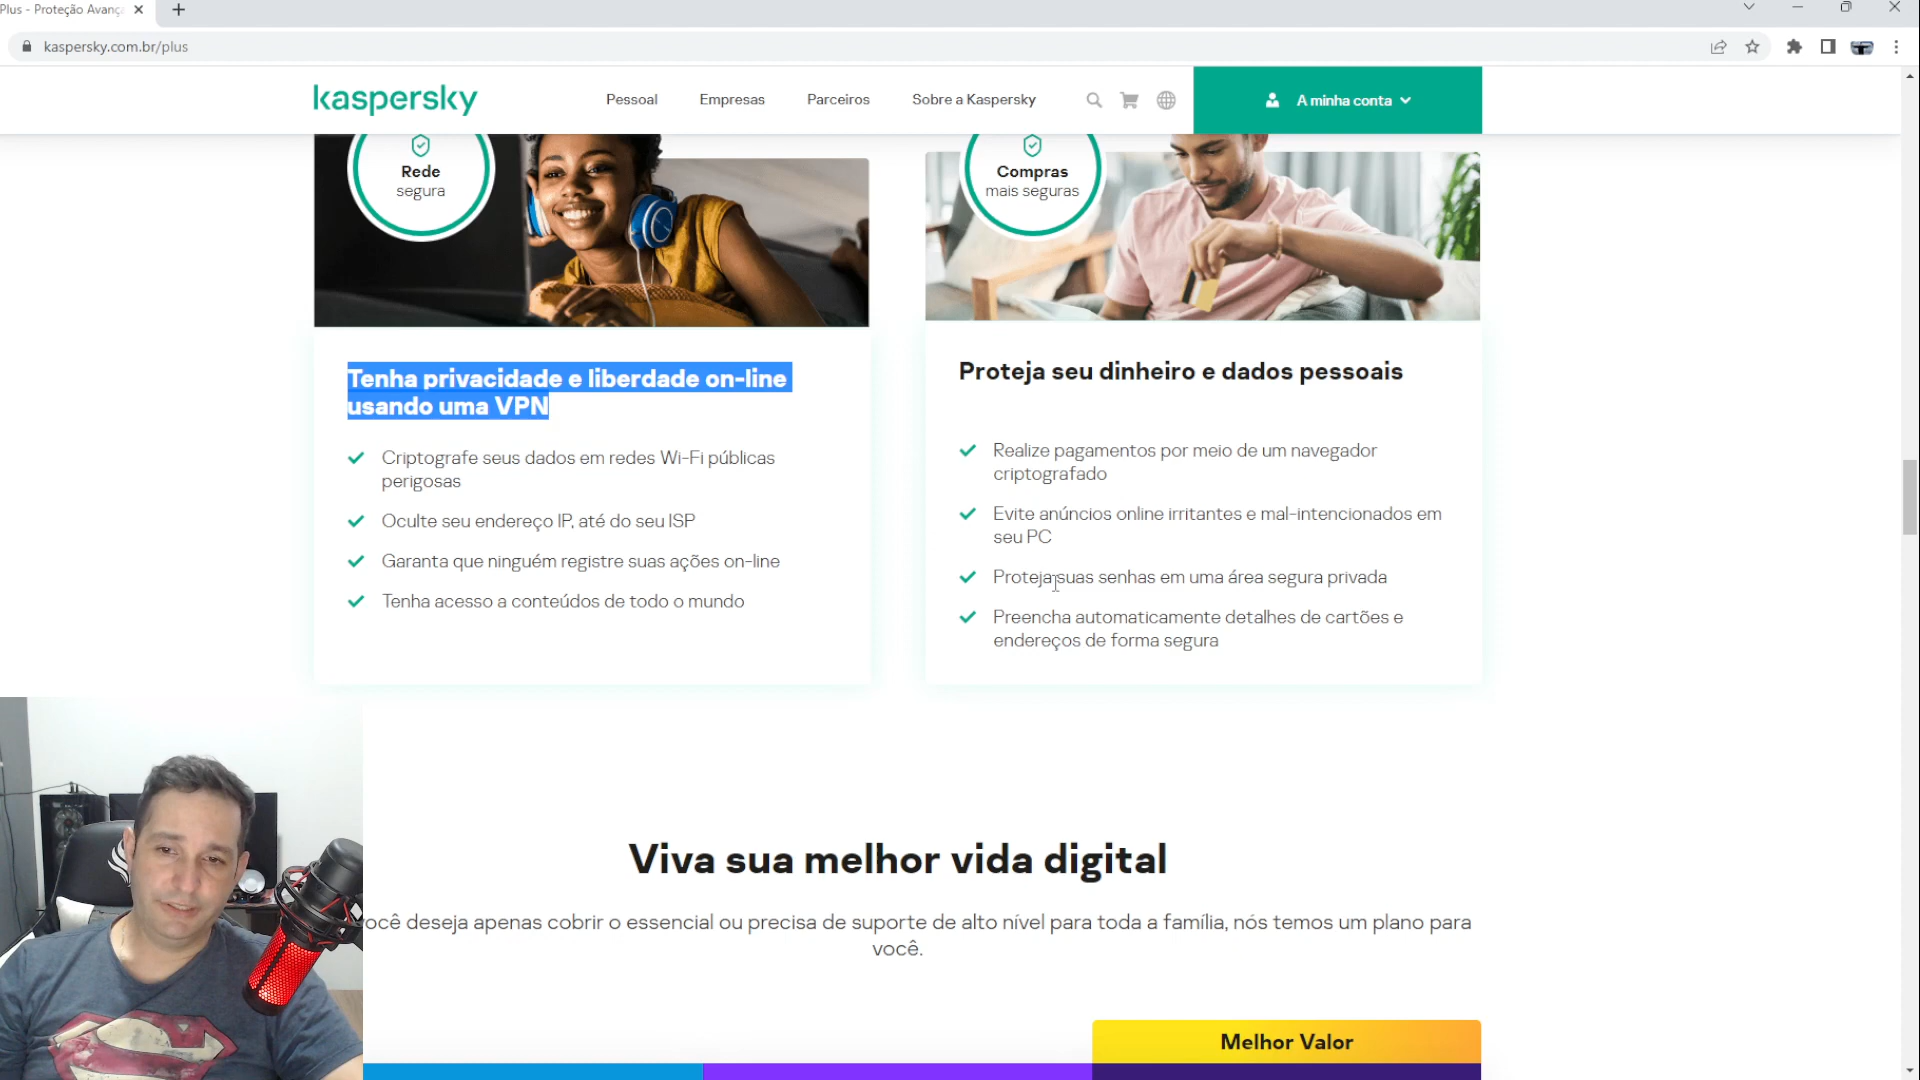 Plus - Proteção Avanç
kaspersky.com.br/plus
kaspersky
Pessoal
Empresas
Parceiros
Sobre a Kaspersky
A minha conta
Rede
segura
Compras
mais seguras
Tenha privacidade e liberdade on-line
usando uma VPN
Criptografe seus dados em redes Wi-Fi públicas
perigosas
Oculte seu endereço IP, até do seu ISP
Garanta que ninguém registre suas ações on-line
Tenha acesso a conteúdos de todo o mundo
Proteja seu dinheiro e dados pessoais
Realize pagamentos por meio de um navegador
criptografado
Evite anúncios online irritantes e mal-intencionados em
seu PC
Proteja suas senhas em uma área segura privada
Preencha automaticamente detalhes de cartões e
endereços de forma segura
Viva sua melhor vida digital
ocê deseja apenas cobrir o essencial ou precisa de suporte de alto nível para toda a família, nós temos um plano para
você.
Melhor Valor